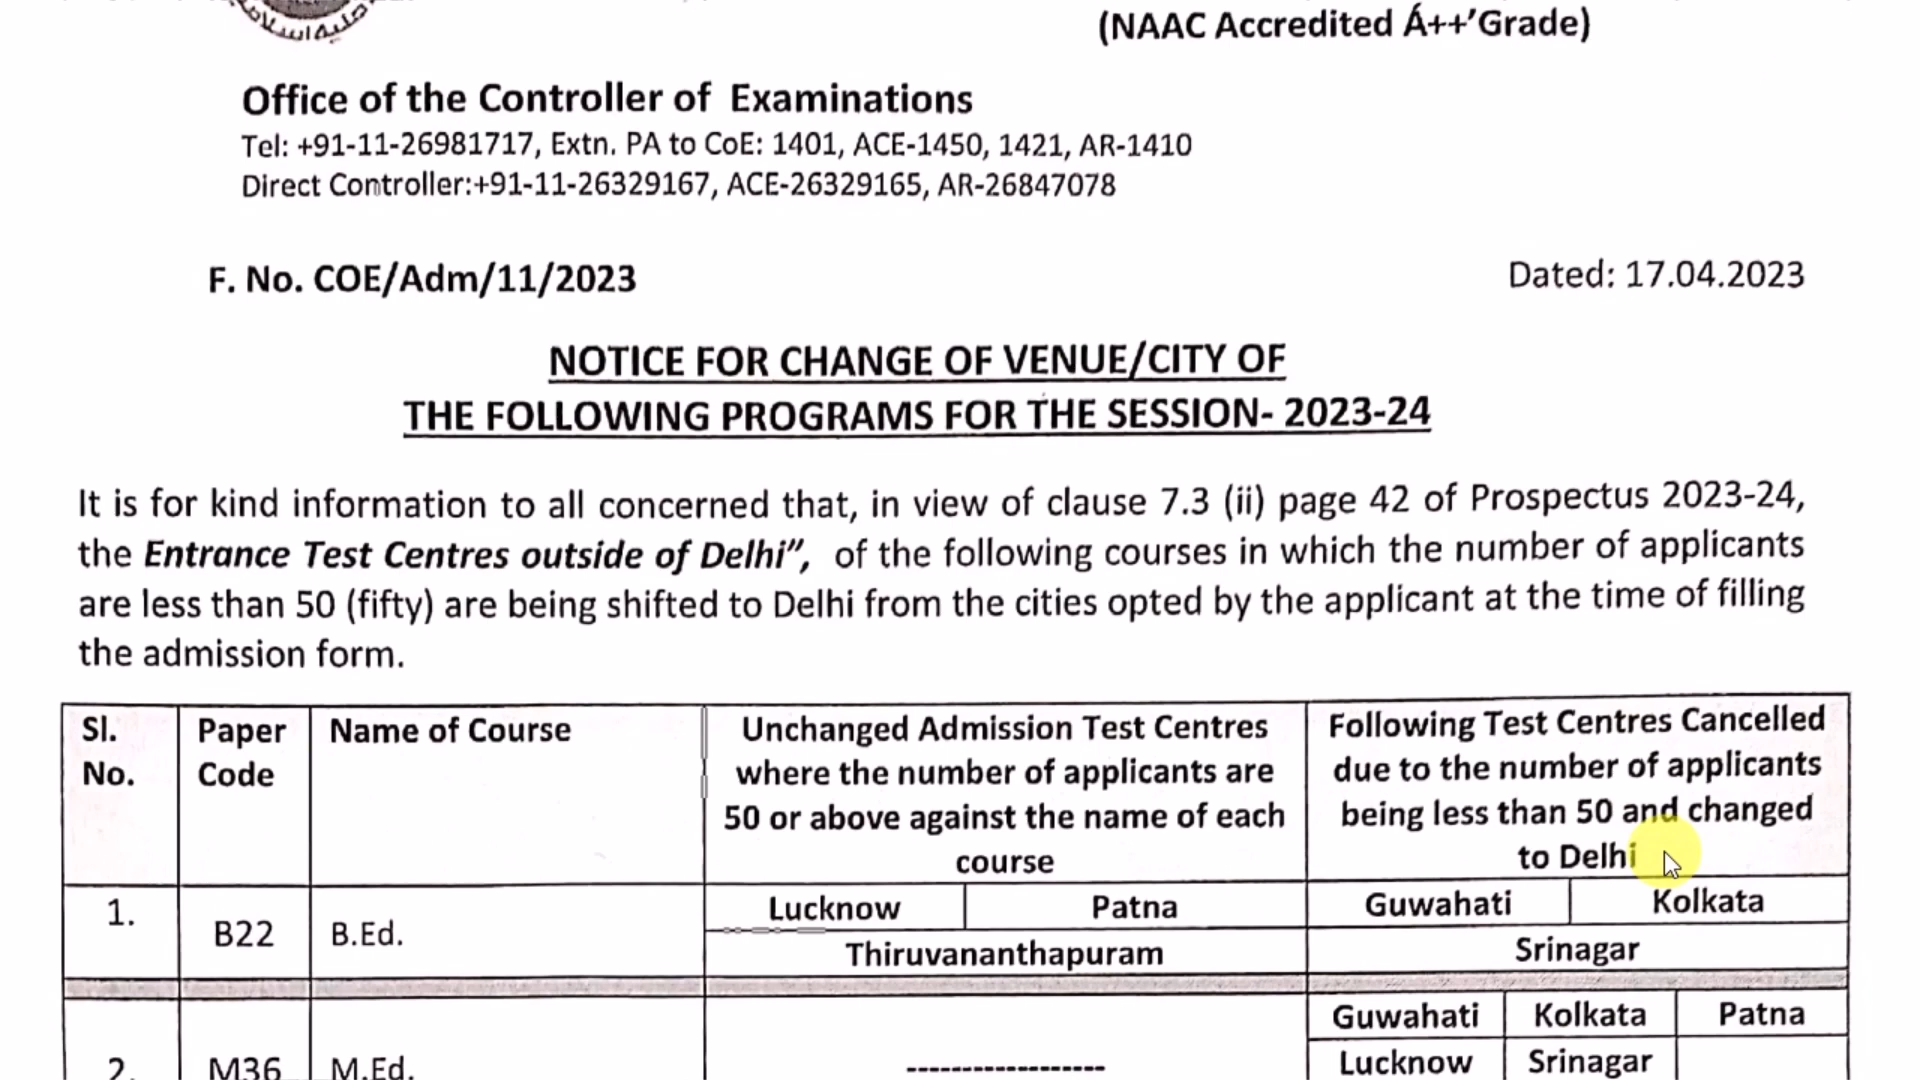 (NAAC Accredited Á++'Grade)
Office of the Controller of Examinations
Tel: +91-11-26981717, Extn. PA to CoE: 1401, ACE-1450, 1421, AR-1410
Direct Controller:+91-11-26329167, ACE-26329165, AR-26847078
F. No. COE/Adm/11/2023 Dated: 17.04.2023
NOTICE FOR CHANGE OF VENUE/CITY OF
THE FOLLOWING PROGRAMS FOR THE SESSION- 2023-24
It is for kind information to all concerned that, in view of clause 7.3 (ii) page 42 of Prospectus 2023-24,
the Entrance Test Centres outside of Delhi", of the following courses in which the number of applicants
are less than 50 (fifty) are being shifted to Delhi from the cities opted by the applicant at the time of filling
the admission form.
Sl. Paper Name of Course Unchanged Admission Test Centres Following Test Centres Cancelled
No. Code where the number of applicants are due to the number of applicants
50 or above against the name of each being less than 50 and changed
course to Delhi
1. B22 B.Ed. Lucknow Patna Guwahati Kolkata
Thiruvananthapuram Srinagar
2. M36 M.Ed. ------------------ Guwahati Kolkata Patna
Lucknow Srinagar